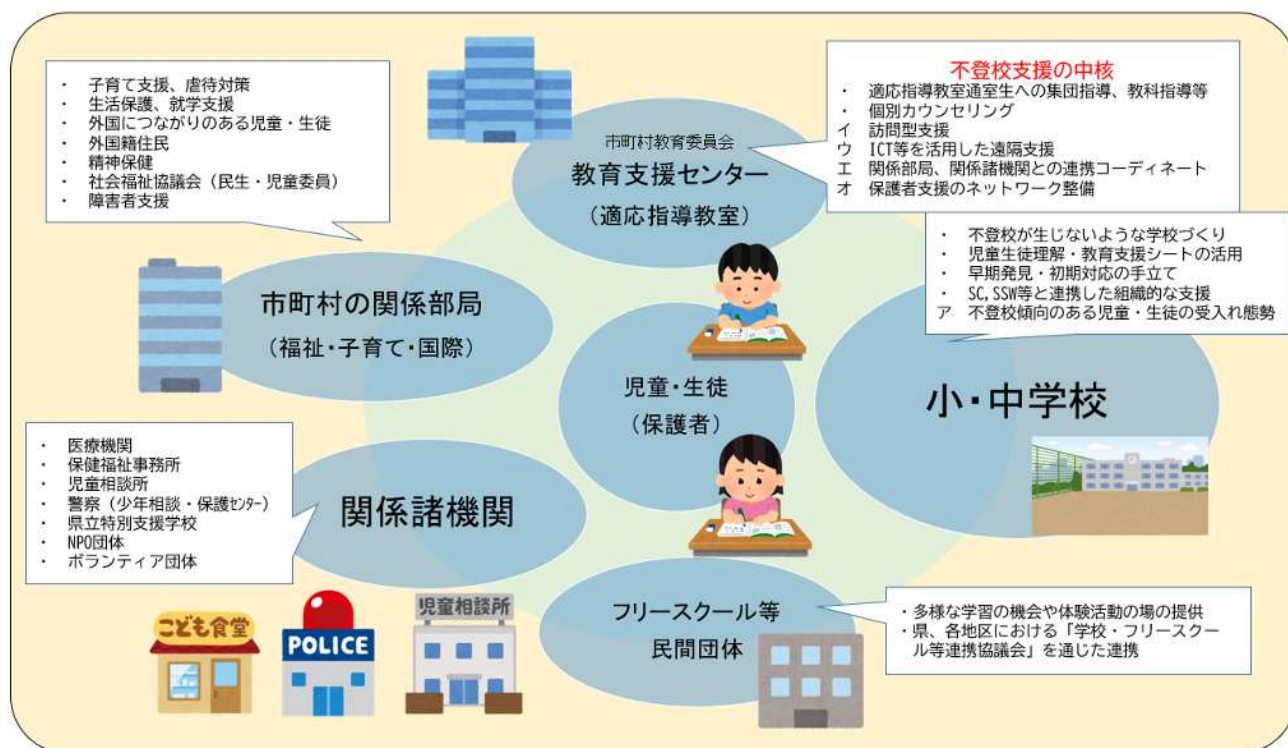 ・ 子育て支援、虐待対策
・ 生活保護、就学支援
・ 外国につながりのある児童・生徒
・ 外国籍住民
・ 精神保健
・ 社会福祉協議会（民生・児童委員）
・ 障害者支援
不登校支援の中核
・ 適応指導教室通室生への集団指導、教科指導等
・ 個別カウンセリング
イ 訪問型支援
ウ ICT等を活用した遠隔支援
エ 関係部局、関係諸機関との連携コーディネート
オ 保護者支援のネットワーク整備
市町村教育委員会
教育支援センター
（適応指導教室）
・ 不登校が生じないような学校づくり
・ 児童生徒理解・教育支援シートの活用
・ 早期発見・初期対応の手立て
・ SC,SSW等と連携した組織的な支援
ア 不登校傾向のある児童・生徒の受入れ態勢
市町村の関係部局
（福祉・子育て・国際）
児童・生徒
（保護者）
小・中学校
・ 医療機関
・ 保健福祉事務所
・ 児童相談所
・ 警察（少年相談・保護ｾﾝﾀｰ）
・ 県立特別支援学校
・ NPO団体
・ ボランティア団体
関係諸機関
こども食堂
POLICE
児童相談所
フリースクール等
民間団体
・多様な学習の機会や体験活動の場の提供
・県、各地区における「学校・フリースクー
ル等連携協議会」を通じた連携